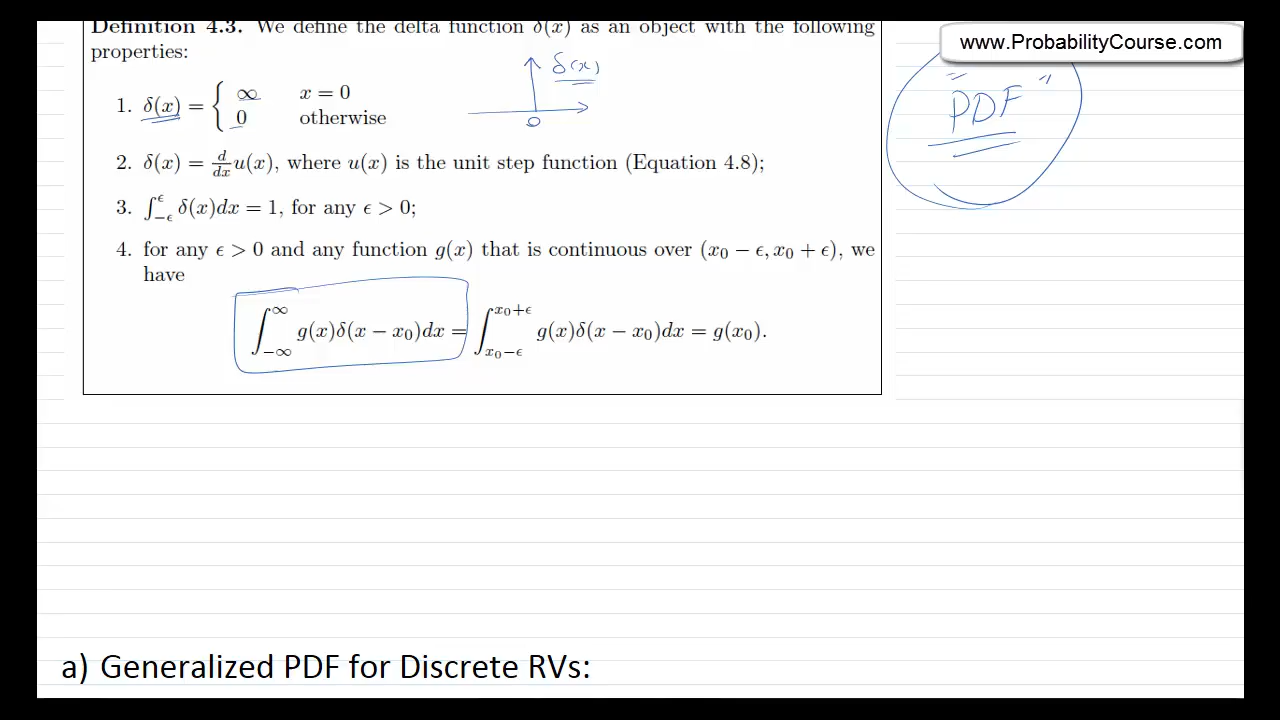 Definition 4.3. We define the delta function δ(x) as an object with the following
www.ProbabilityCourse.com
properties:
δ(x)
"PDF"
1. δ(x) = { ∞ x = 0
0 otherwise
0
2. δ(x) = d/dx u(x), where u(x) is the unit step function (Equation 4.8);
3. ∫_{−ϵ}^{ϵ} δ(x)dx = 1, for any ϵ > 0;
4. for any ϵ > 0 and any function g(x) that is continuous over (x₀ − ϵ, x₀ + ϵ), we
have
∫_{−∞}^{∞} g(x)δ(x − x₀)dx = ∫_{x₀−ϵ}^{x₀+ϵ} g(x)δ(x − x₀)dx = g(x₀).
a) Generalized PDF for Discrete RVs: